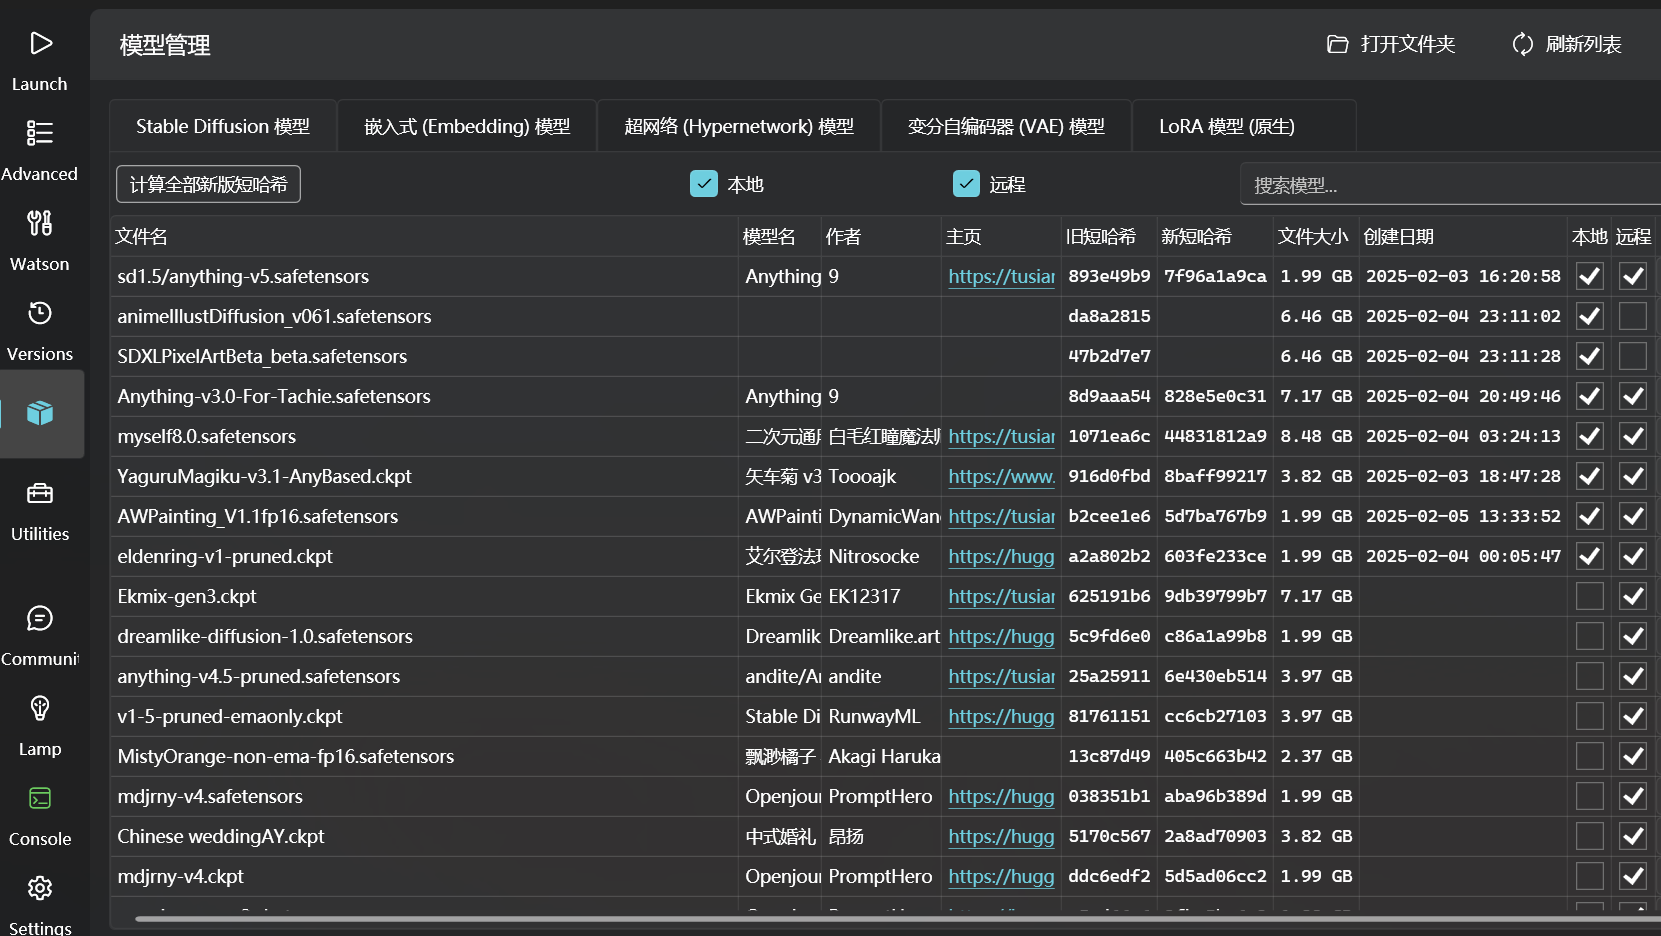 Launch
Advanced
Watson
Versions
Utilities
Communit
Lamp
Console
Settings
模型管理
打开文件夹
刷新列表
Stable Diffusion 模型
嵌入式 (Embedding) 模型
超网络 (Hypernetwork) 模型
变分自编码器 (VAE) 模型
LoRA 模型 (原生)
计算全部新版短哈希
本地
远程
搜索模型...
文件名 模型名 作者 主页 旧短哈希 新短哈希 文件大小 创建日期 本地 远程
sd1.5/anything-v5.safetensors Anything 9 https://tusiar 893e49b9 7f96a1a9ca 1.99 GB 2025-02-03 16:20:58
animeIllustDiffusion_v061.safetensors da8a2815 6.46 GB 2025-02-04 23:11:02
SDXLPixelArtBeta_beta.safetensors 47b2d7e7 6.46 GB 2025-02-04 23:11:28
Anything-v3.0-For-Tachie.safetensors Anything 9 8d9aaa54 828e5e0c31 7.17 GB 2025-02-04 20:49:46
myself8.0.safetensors 二次元通用 白毛红瞳魔法师 https://tusiar 1071ea6c 44831812a9 8.48 GB 2025-02-04 03:24:13
YaguruMagiku-v3.1-AnyBased.ckpt 矢车菊 v3 Toooajk https://www. 916d0fbd 8baff99217 3.82 GB 2025-02-03 18:47:28
AWPainting_V1.1fp16.safetensors AWPainti DynamicWang https://tusiar b2cee1e6 5d7ba767b9 1.99 GB 2025-02-05 13:33:52
eldenring-v1-pruned.ckpt 艾尔登法环 Nitrosocke https://hugg a2a802b2 603fe233ce 1.99 GB 2025-02-04 00:05:47
Ekmix-gen3.ckpt Ekmix Ge EK12317 https://tusiar 625191b6 9db39799b7 7.17 GB
dreamlike-diffusion-1.0.safetensors Dreamlik Dreamlike.art https://hugg 5c9fd6e0 c86a1a99b8 1.99 GB
anything-v4.5-pruned.safetensors andite/Ar andite https://tusiar 25a25911 6e430eb514 3.97 GB
v1-5-pruned-emaonly.ckpt Stable Di RunwayML https://hugg 81761151 cc6cb27103 3.97 GB
MistyOrange-non-ema-fp16.safetensors 飘渺橘子 Akagi Haruka 13c87d49 405c663b42 2.37 GB
mdjrny-v4.safetensors Openjour PromptHero https://hugg 038351b1 aba96b389d 1.99 GB
Chinese weddingAY.ckpt 中式婚礼 昂扬 https://hugg 5170c567 2a8ad70903 3.82 GB
mdjrny-v4.ckpt Openjour PromptHero https://hugg ddc6edf2 5d5ad06cc2 1.99 GB